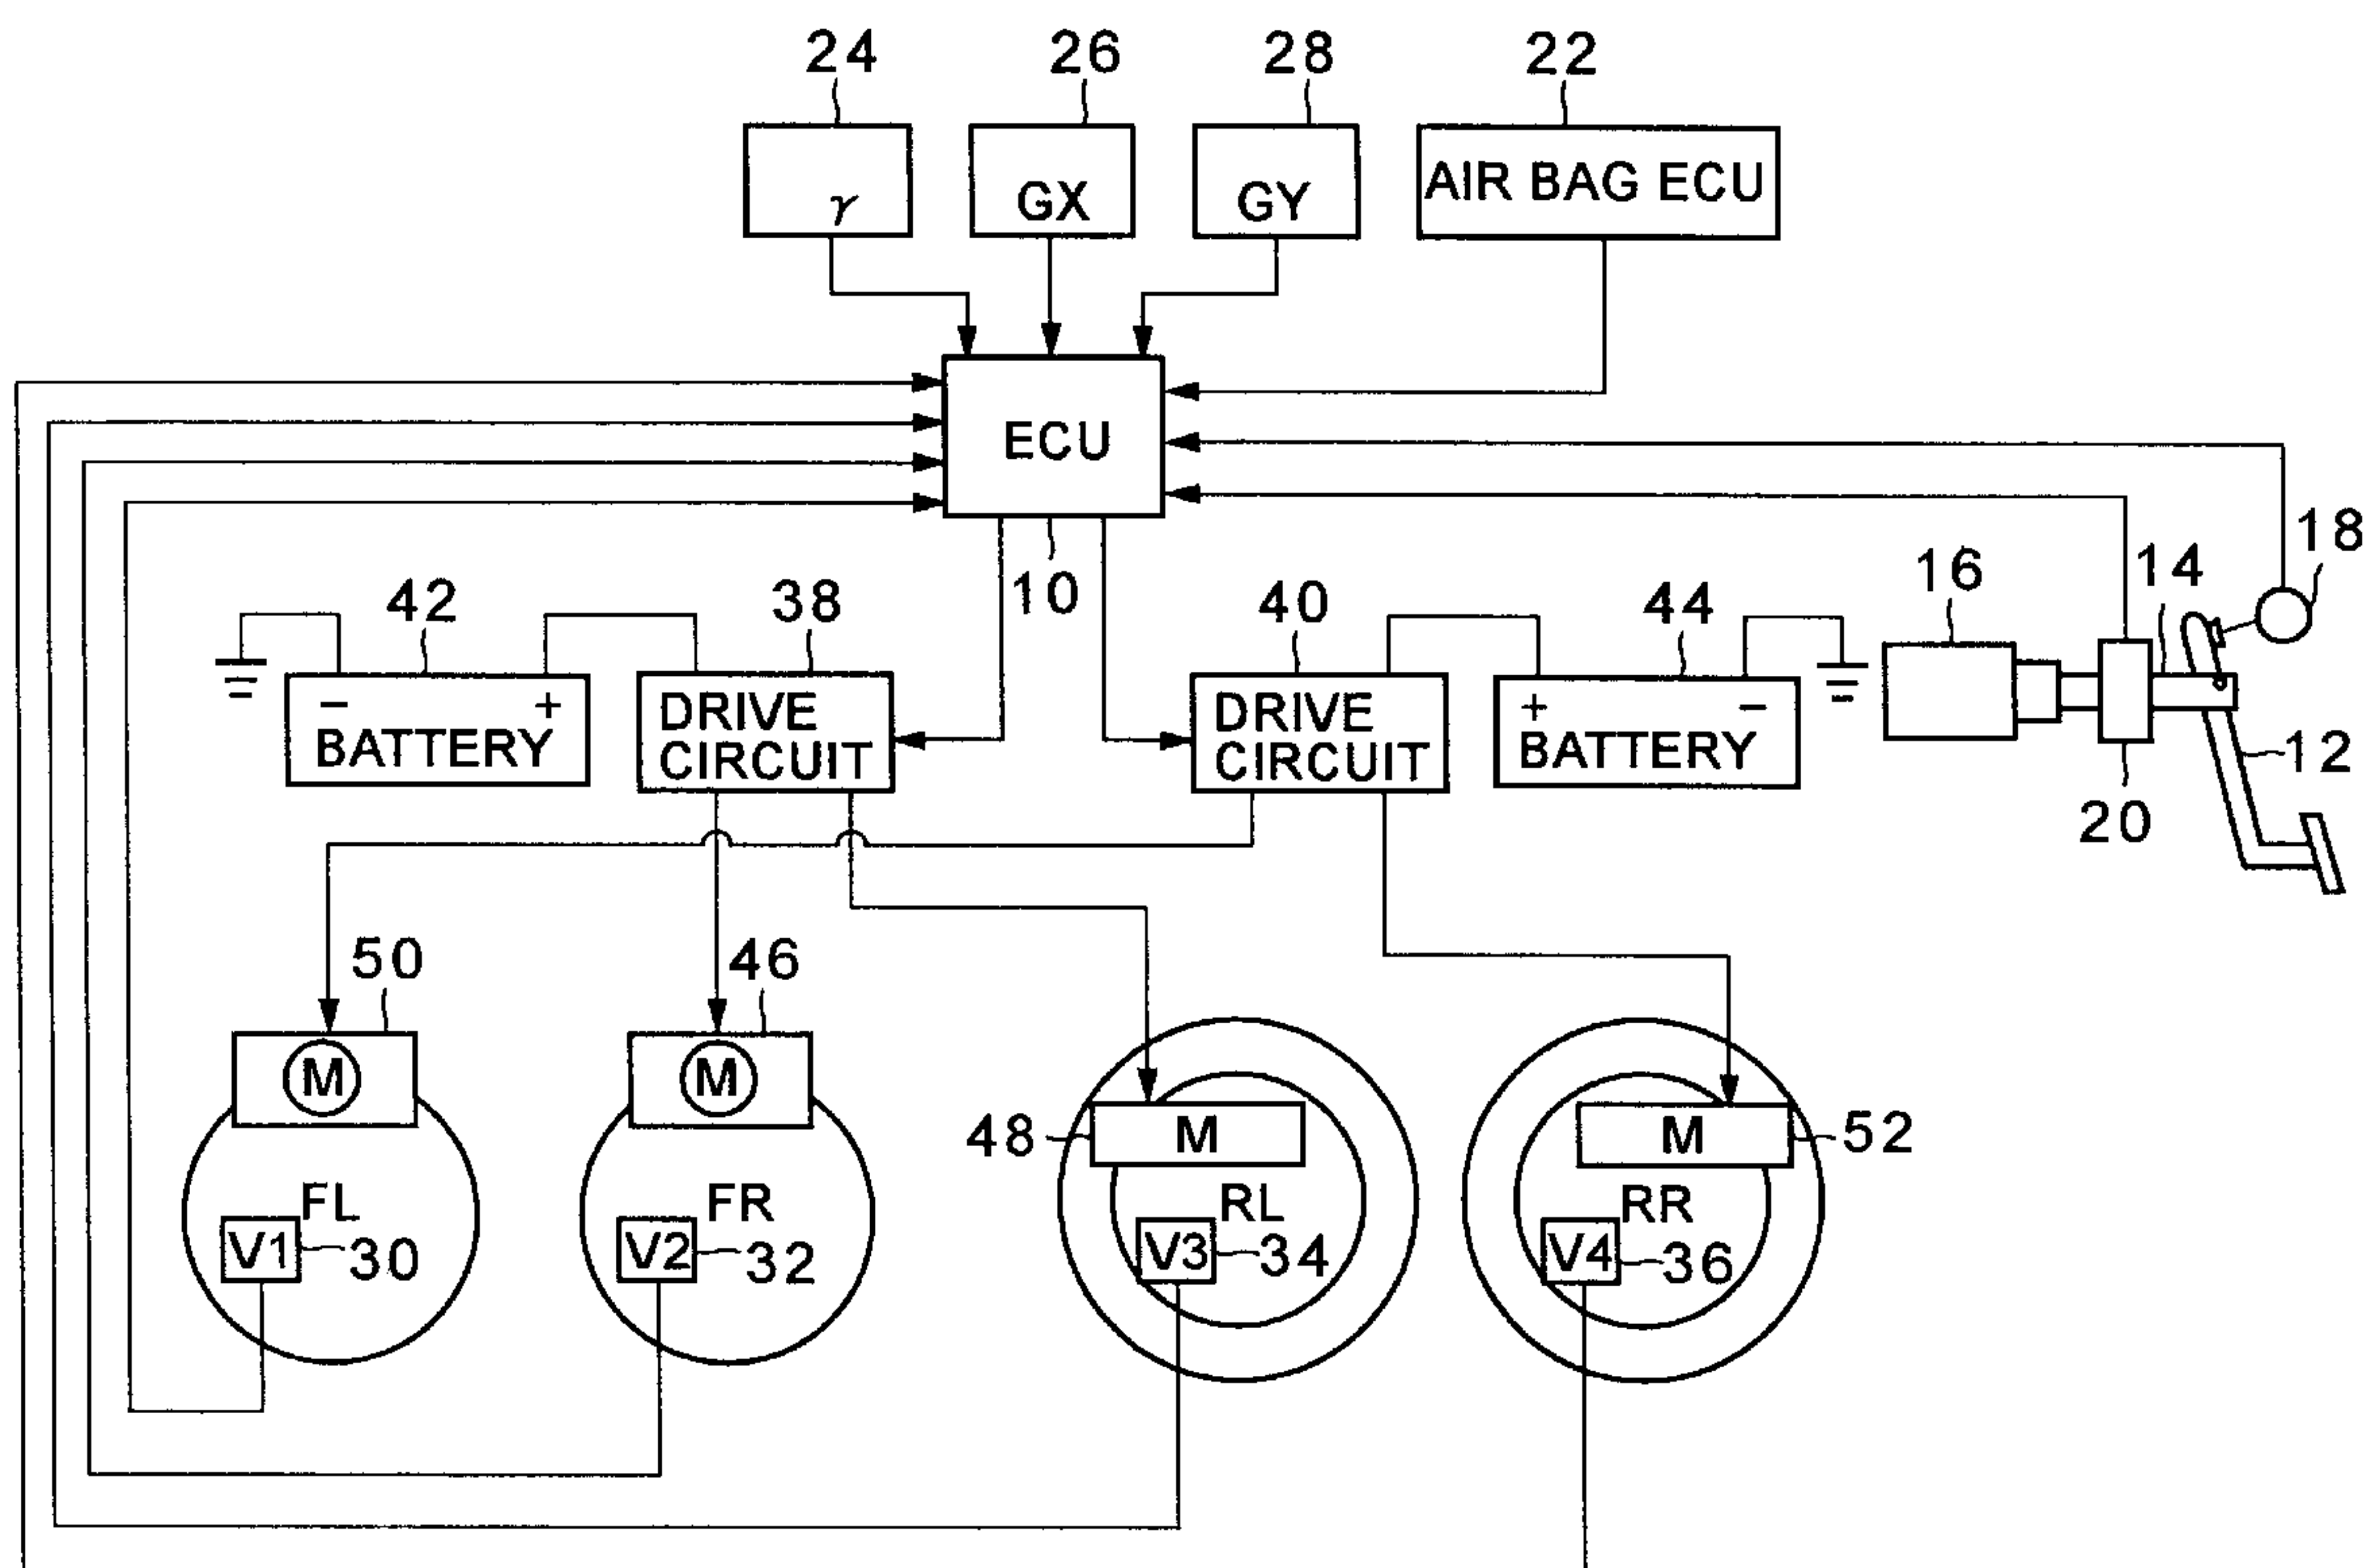 24 26 28 22
γ GX GY AIR BAG ECU
ECU
10
18
14
16
42 38 40 44
- + DRIVE CIRCUIT
BATTERY
DRIVE CIRCUIT
+ -
BATTERY
12
20
50 46
M M
48 M M 52
FL FR RL RR
V1 30 V2 32 V3 34 V4 36